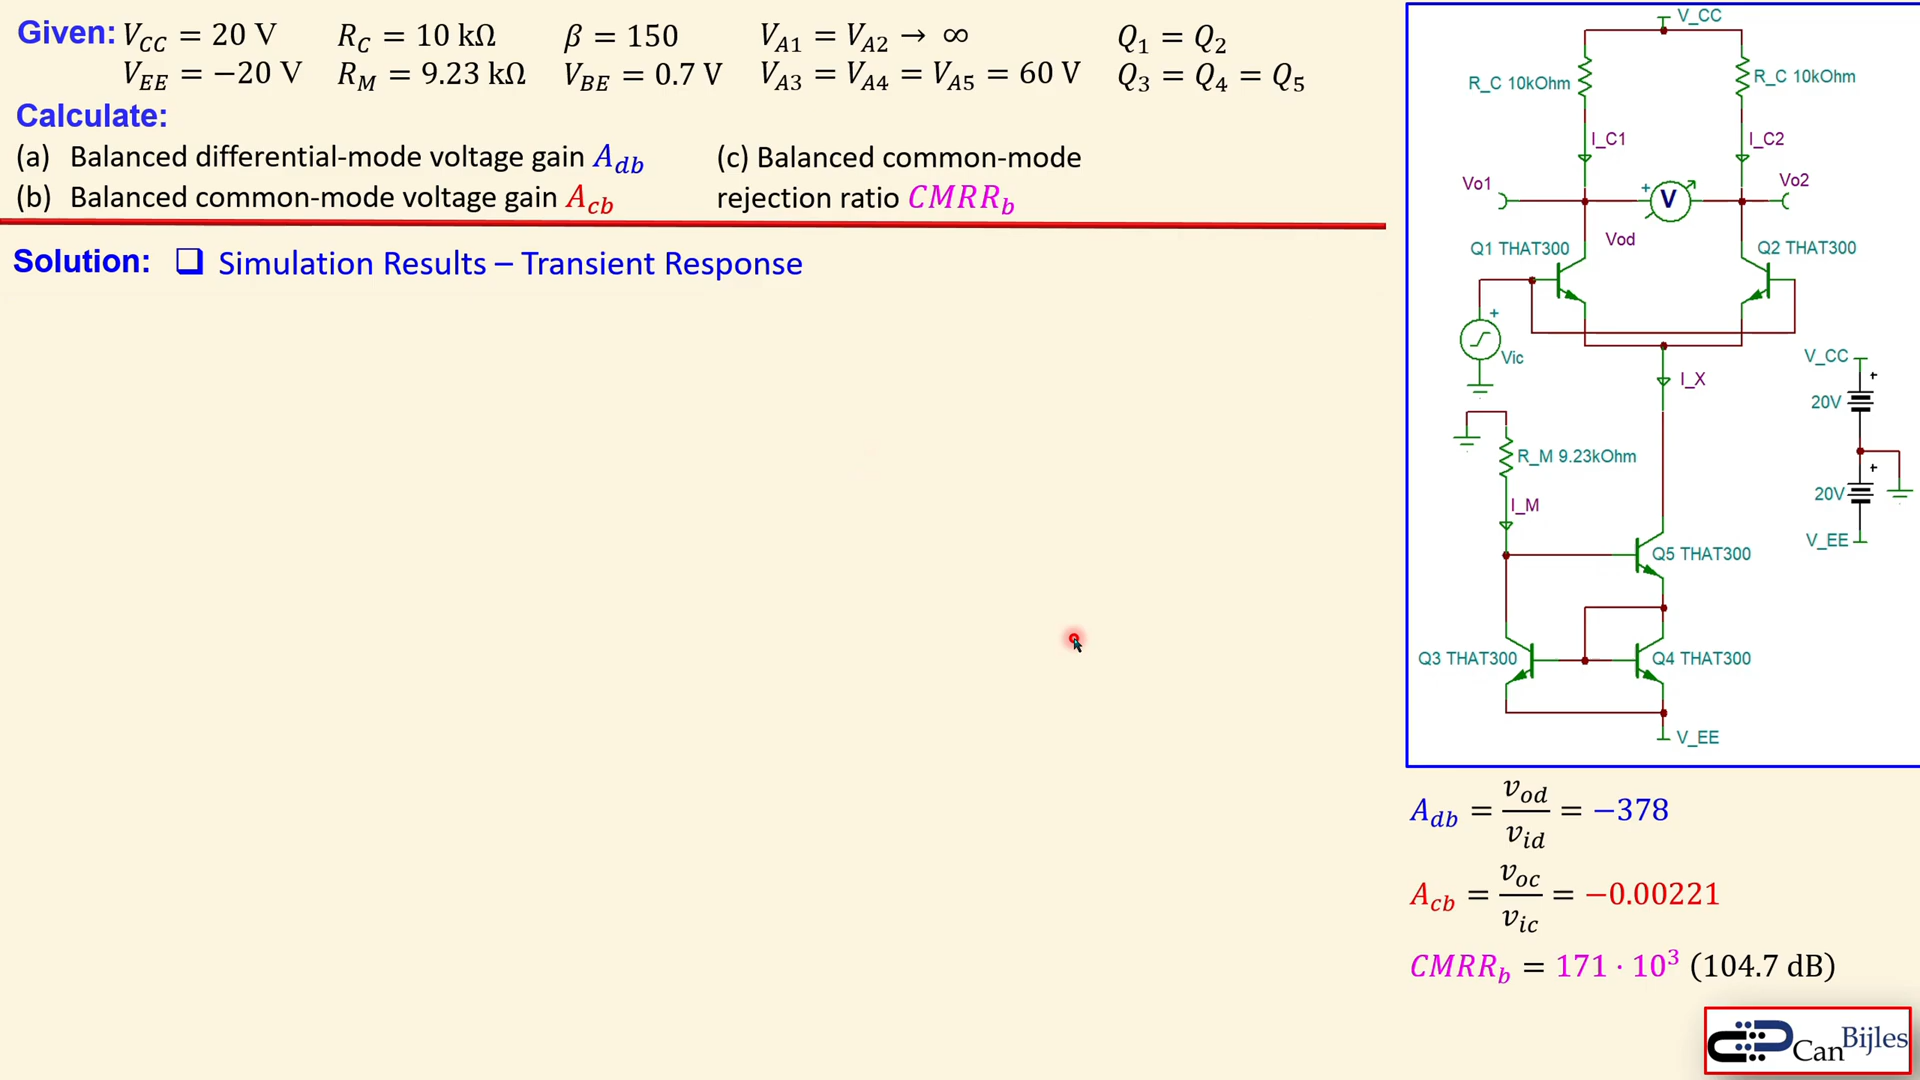 Given: V_CC = 20 V R_C = 10 kΩ β = 150 V_A1 = V_A2 → ∞ Q_1 = Q_2
V_EE = −20 V R_M = 9.23 kΩ V_BE = 0.7 V V_A3 = V_A4 = V_A5 = 60 V Q_3 = Q_4 = Q_5
Calculate:
(a) Balanced differential-mode voltage gain A_db
(b) Balanced common-mode voltage gain A_cb
(c) Balanced common-mode
rejection ratio CMRR_b
Solution: ❑ Simulation Results – Transient Response
V_CC
R_C 10kOhm
R_C 10kOhm
I_C1
I_C2
Vo1
+
V
Vo2
Vod
Q1 THAT300
Q2 THAT300
+
Vic
I_X
V_CC
+
20V
+
20V
V_EE
R_M 9.23kOhm
I_M
Q5 THAT300
Q3 THAT300
Q4 THAT300
V_EE
A_db = v_od / v_id = −378
A_cb = v_oc / v_ic = −0.00221
CMRR_b = 171 · 10³ (104.7 dB)
CanBijles